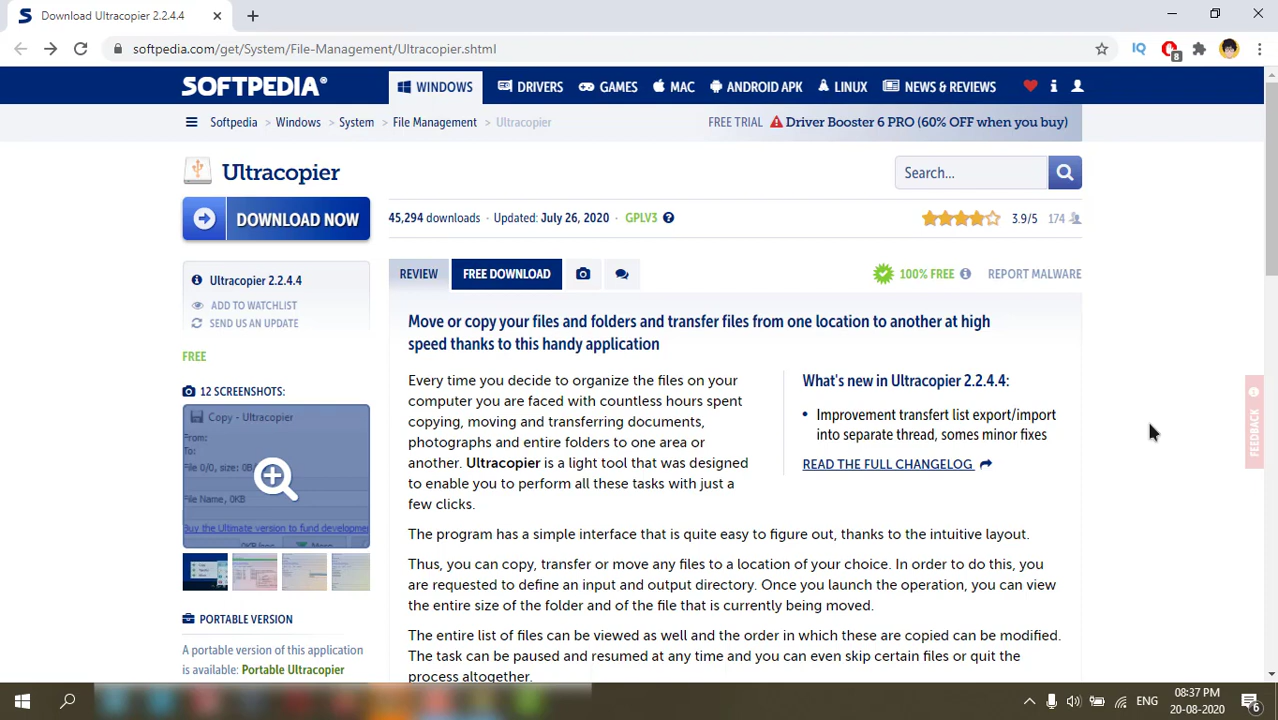 Download Ultracopier 2.2.4.4
softpedia.com/get/System/File-Management/Ultracopier.shtml
IQ
SOFTPEDIA®
WINDOWS DRIVERS GAMES MAC ANDROID APK LINUX NEWS & REVIEWS
Softpedia > Windows > System > File Management > Ultracopier
FREE TRIAL Driver Booster 6 PRO (60% OFF when you buy)
Ultracopier
Search...
DOWNLOAD NOW
45,294 downloads · Updated: July 26, 2020 · GPLV3
3.9/5 174
REVIEW FREE DOWNLOAD
100% FREE REPORT MALWARE
Ultracopier 2.2.4.4
ADD TO WATCHLIST
SEND US AN UPDATE
FREE
12 SCREENSHOTS:
Copy - Ultracopier
From:
To:
File 0/0, size: 0B
File Name, 0KB
Buy the Ultimate version to fund developme
More
PORTABLE VERSION
A portable version of this application
is available: Portable Ultracopier
Move or copy your files and folders and transfer files from one location to another at high
speed thanks to this handy application
Every time you decide to organize the files on your
computer you are faced with countless hours spent
copying, moving and transferring documents,
photographs and entire folders to one area or
another. Ultracopier is a light tool that was designed
to enable you to perform all these tasks with just a
few clicks.
What's new in Ultracopier 2.2.4.4:
• Improvement transfert list export/import
into separate thread, somes minor fixes
READ THE FULL CHANGELOG
The program has a simple interface that is quite easy to figure out, thanks to the intuitive layout.
Thus, you can copy, transfer or move any files to a location of your choice. In order to do this, you
are requested to define an input and output directory. Once you launch the operation, you can view
the entire size of the folder and of the file that is currently being moved.
The entire list of files can be viewed as well and the order in which these are copied can be modified.
The task can be paused and resumed at any time and you can even skip certain files or quit the
process altogether.
FEEDBACK
ENG
08:37 PM
20-08-2020
6